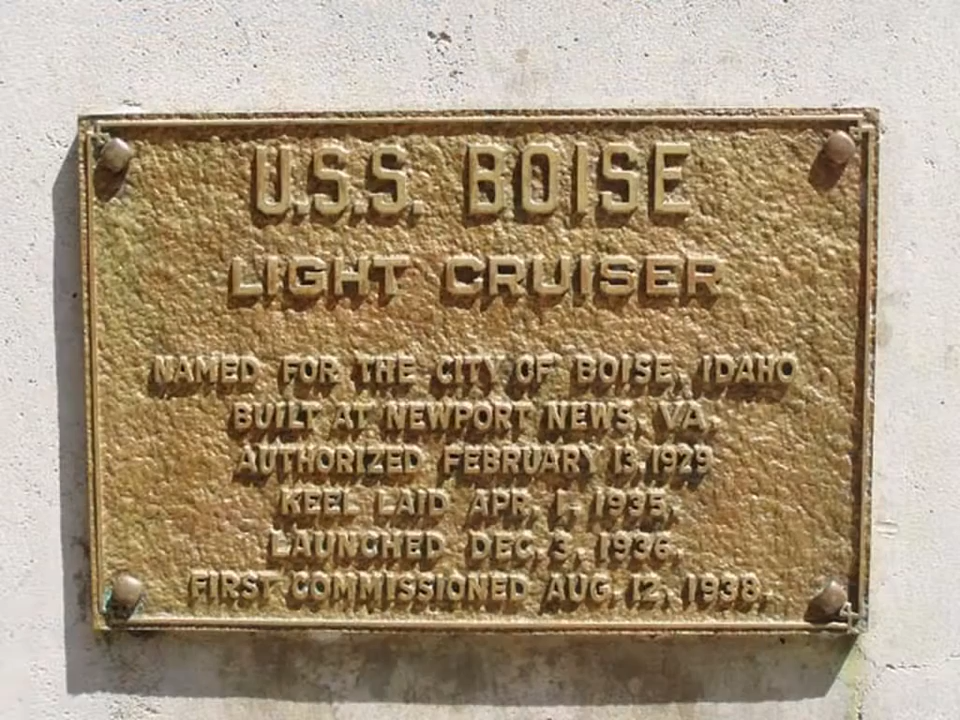 U.S.S. BOISE
LIGHT CRUISER
NAMED FOR THE CITY OF BOISE, IDAHO
BUILT AT NEWPORT NEWS, VA.
AUTHORIZED FEBRUARY 13, 1929
KEEL LAID APR. 1, 1935.
LAUNCHED DEC. 3, 1936.
FIRST COMMISSIONED AUG. 12, 1938.